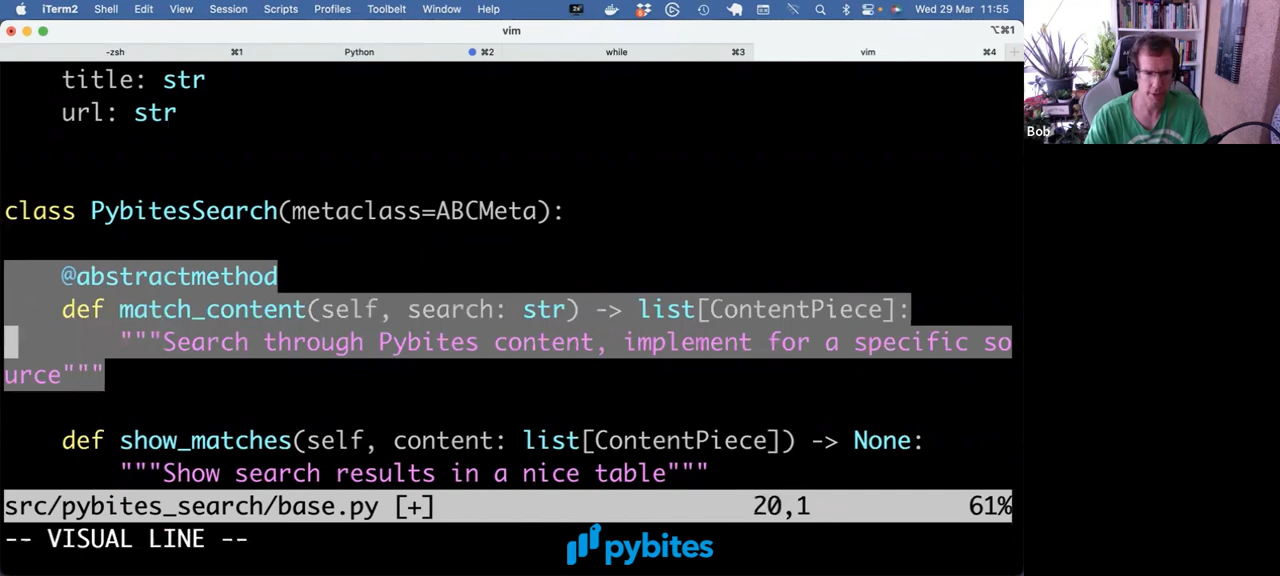 iTerm2 Shell Edit View Session Scripts Profiles Toolbelt Window Help Wed 29 Mar 11:55
vim ⌥⌘1
-zsh ⌘1 Python ⌘2 while ⌘3 vim ⌘4
title: str
url: str
class PybitesSearch(metaclass=ABCMeta):
@abstractmethod
def match_content(self, search: str) -> list[ContentPiece]:
"""Search through Pybites content, implement for a specific so
urce"""
def show_matches(self, content: list[ContentPiece]) -> None:
"""Show search results in a nice table"""
src/pybites_search/base.py [+] 20,1 61%
-- VISUAL LINE --
pybites
Bob